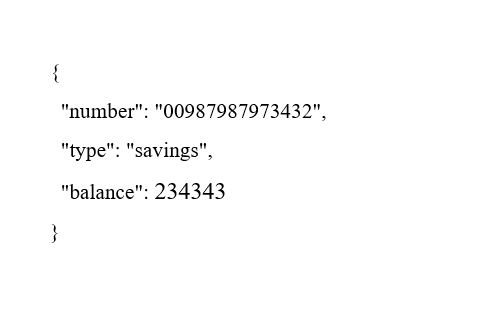 {
"number": "00987987973432",
"type": "savings",
"balance": 234343
}